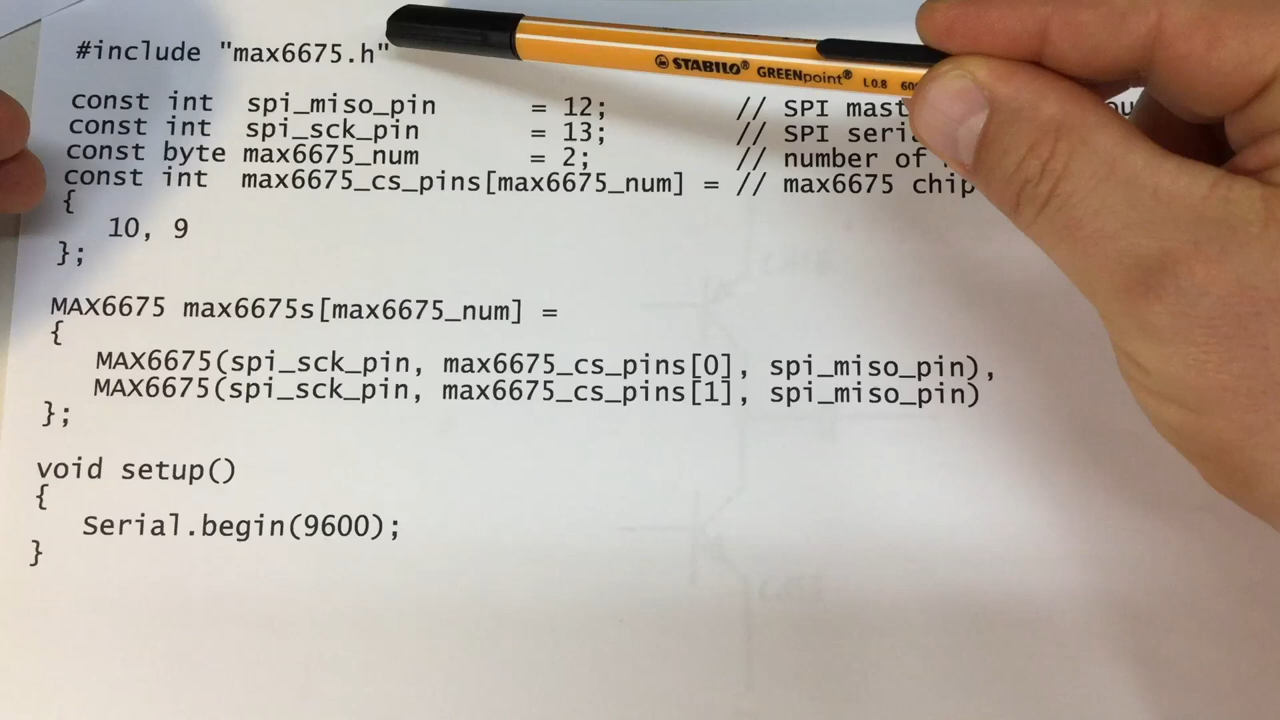 #include "max6675.h"
STABILO® GREENpoint® L 0.8
const int spi_miso_pin = 12; // SPI mast
const int spi_sck_pin = 13; // SPI seri
const byte max6675_num = 2; // number of
const int max6675_cs_pins[max6675_num] = // max6675 chip
{
10, 9
};
MAX6675 max6675s[max6675_num] =
{
MAX6675(spi_sck_pin, max6675_cs_pins[0], spi_miso_pin),
MAX6675(spi_sck_pin, max6675_cs_pins[1], spi_miso_pin)
};
void setup()
{
Serial.begin(9600);
}